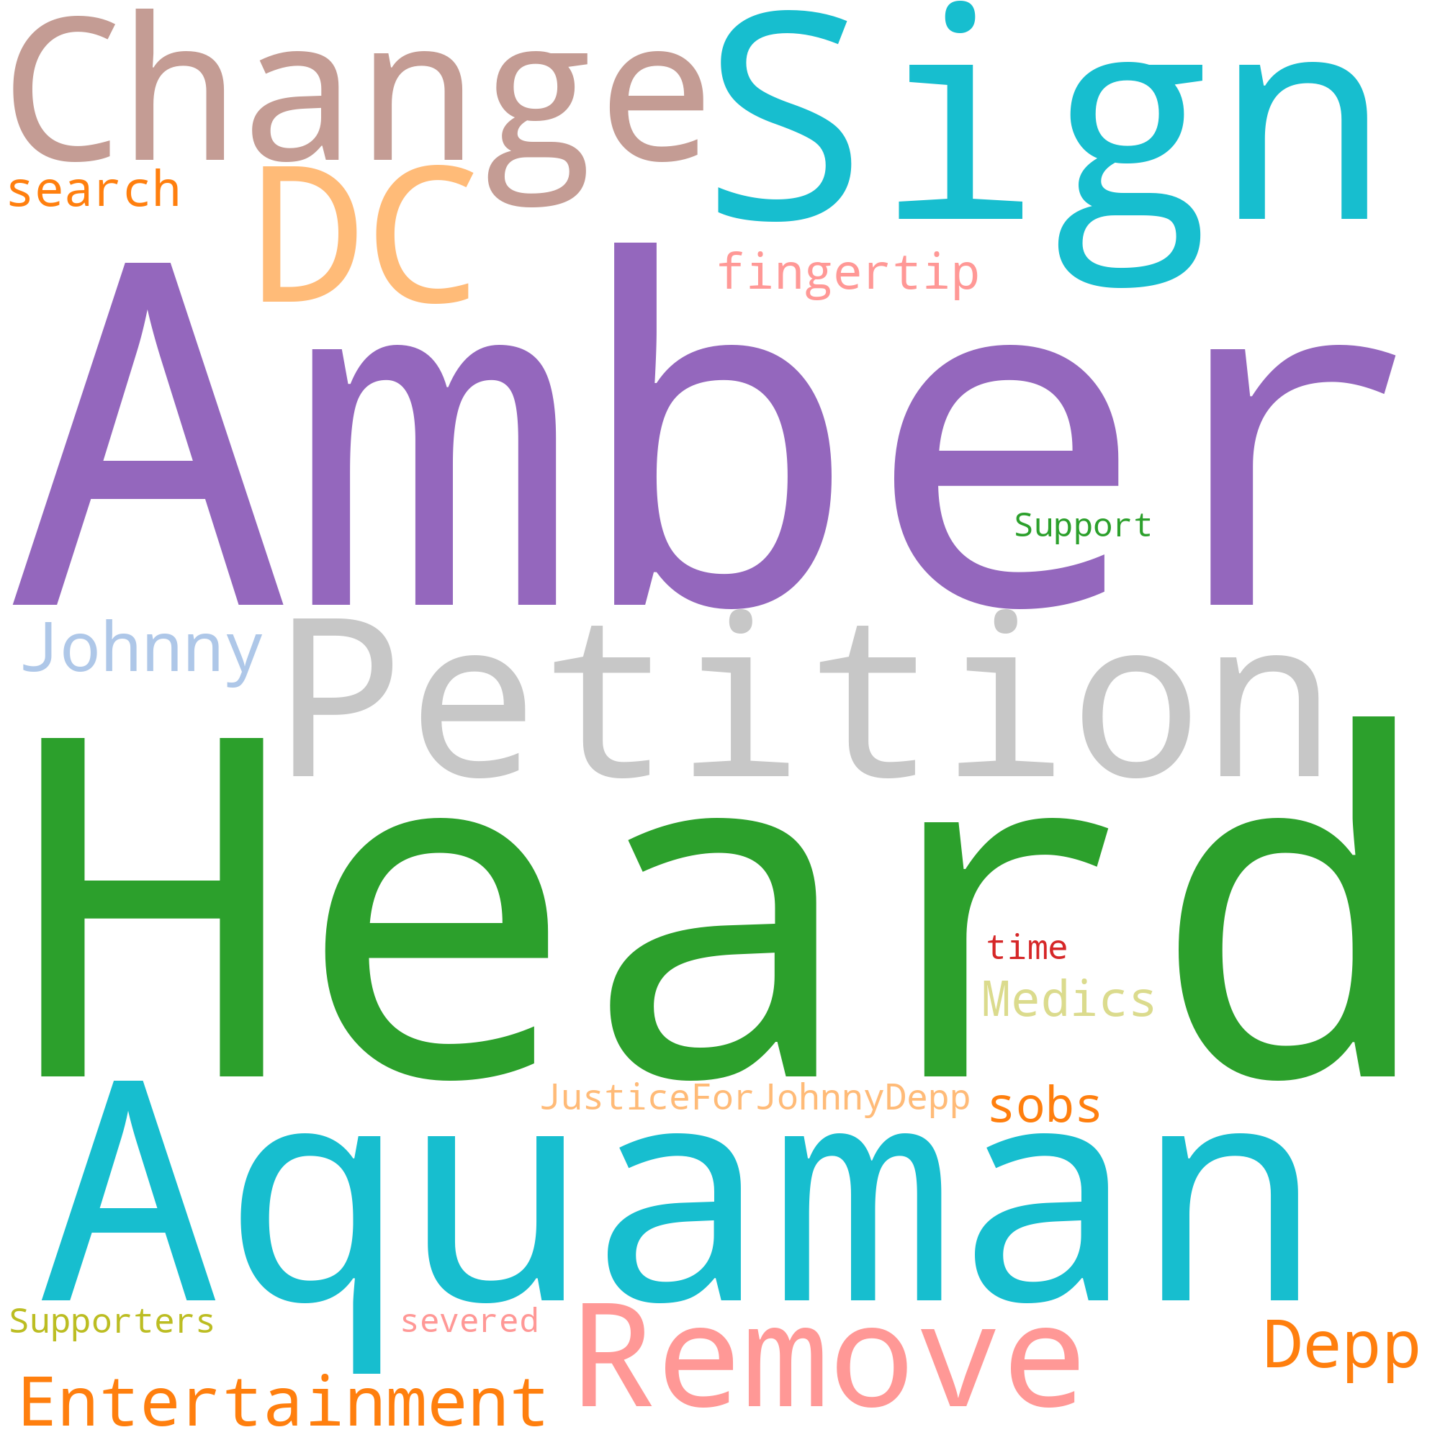 Change Sign
search DC
fingertip
Amber
Support
Johnny Petition
Heard
time
Medics
JusticeForJohnnyDepp sobs
Aquaman
Supporters severed Remove Depp
Entertainment